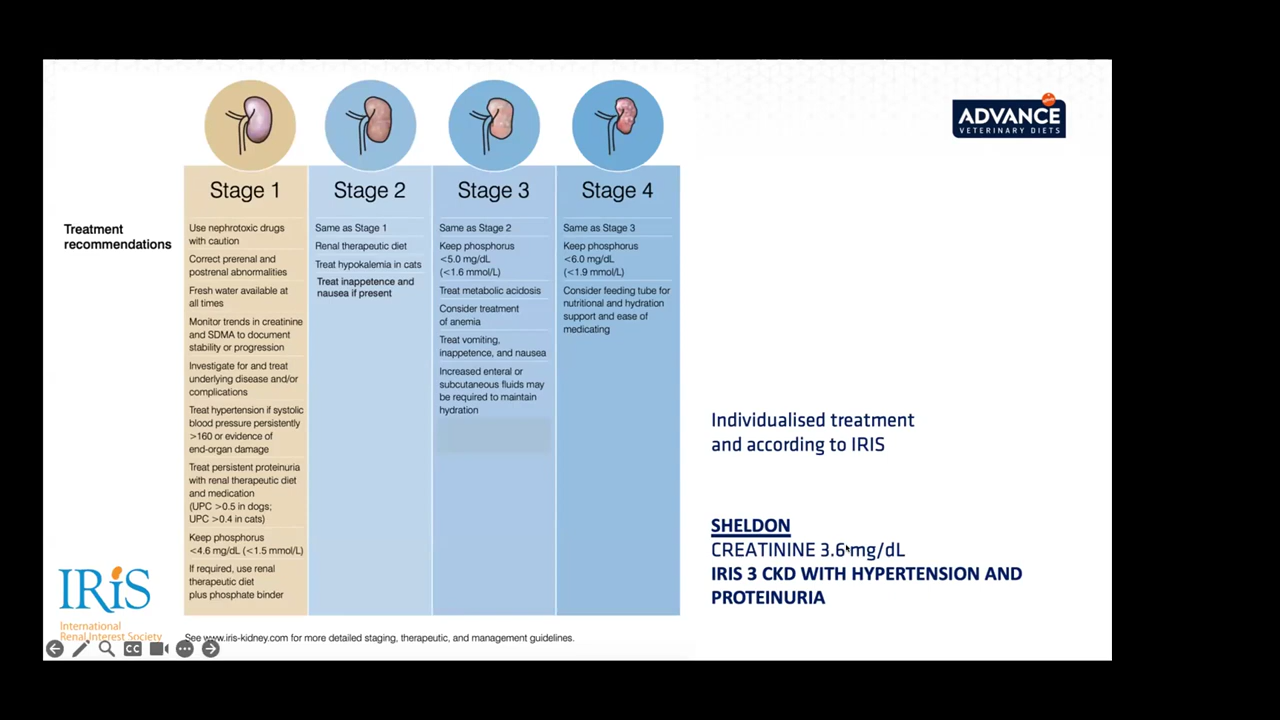 ADVANCE
VETERINARY DIETS
Stage 1
Stage 2
Stage 3
Stage 4
Treatment
recommendations
Use nephrotoxic drugs
with caution
Correct prerenal and
postrenal abnormalities
Fresh water available at
all times
Monitor trends in creatinine
and SDMA to document
stability or progression
Investigate for and treat
underlying disease and/or
complications
Treat hypertension if systolic
blood pressure persistently
>160 or evidence of
end-organ damage
Treat persistent proteinuria
with renal therapeutic diet
and medication
(UPC >0.5 in dogs;
UPC >0.4 in cats)
Keep phosphorus
<4.6 mg/dL (<1.5 mmol/L)
If required, use renal
therapeutic diet
plus phosphate binder
Same as Stage 1
Renal therapeutic diet
Treat hypokalemia in cats
Treat inappetence and
nausea if present
Same as Stage 2
Keep phosphorus
<5.0 mg/dL
(<1.6 mmol/L)
Treat metabolic acidosis
Consider treatment
of anemia
Treat vomiting,
inappetence, and nausea
Increased enteral or
subcutaneous fluids may
be required to maintain
hydration
Same as Stage 3
Keep phosphorus
<6.0 mg/dL
(<1.9 mmol/L)
Consider feeding tube for
nutritional and hydration
support and ease of
medicating
Individualised treatment
and according to IRIS
SHELDON
CREATININE 3.6 mg/dL
IRIS 3 CKD WITH HYPERTENSION AND
PROTEINURIA
IRIS
International
Renal Interest Society
See www.iris-kidney.com for more detailed staging, therapeutic, and management guidelines.
CC